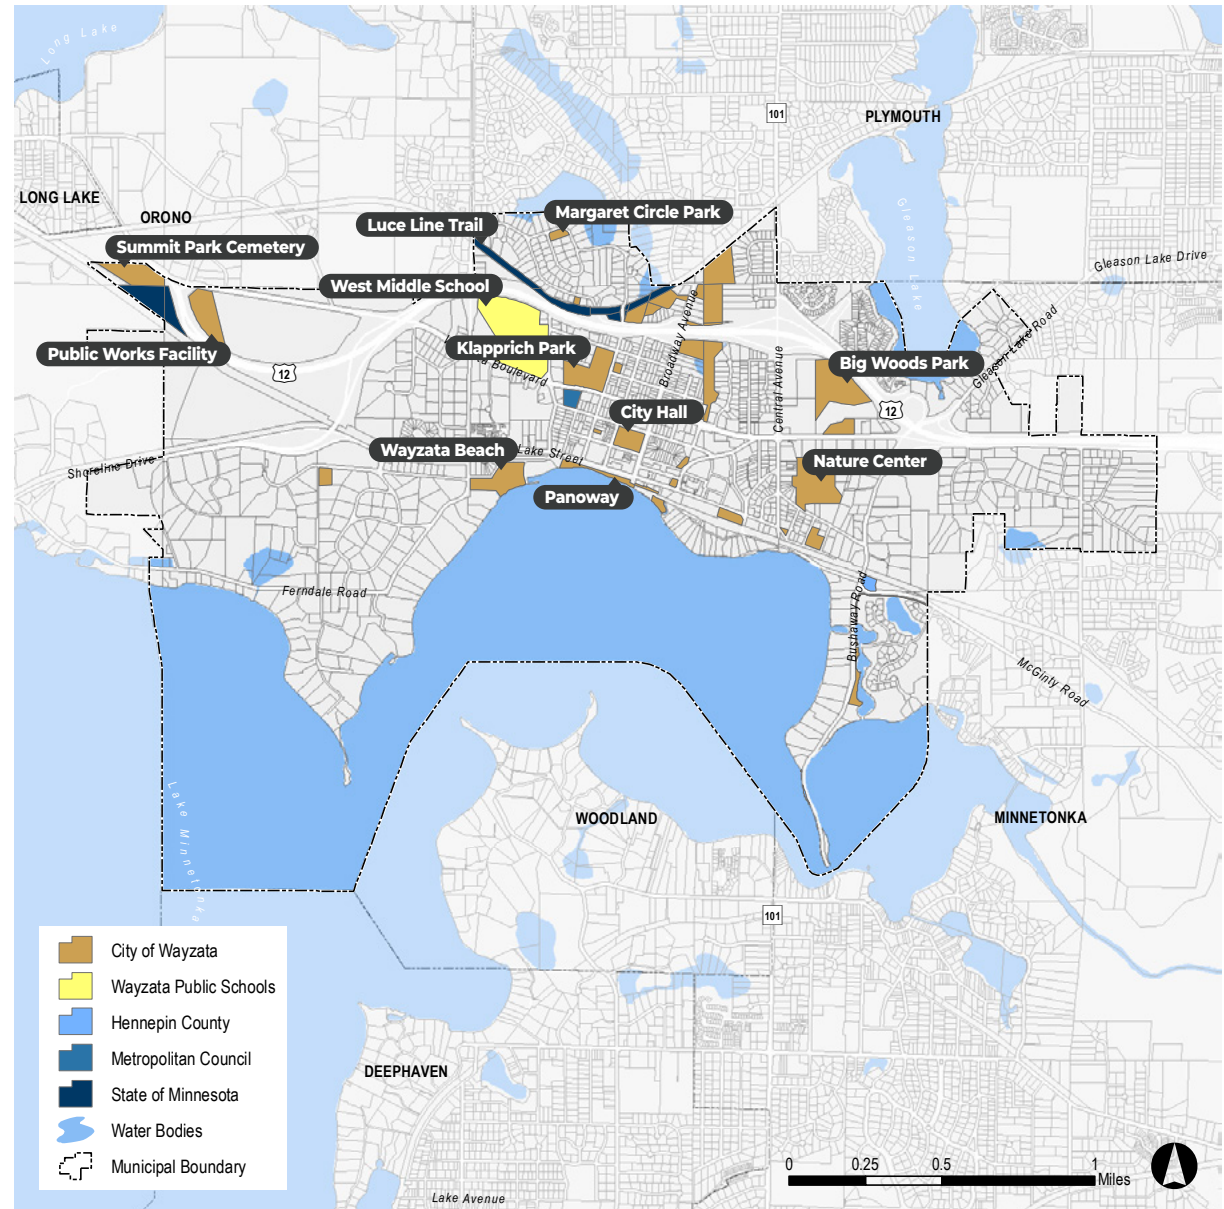 Long Lake
101
PLYMOUTH
LONG LAKE
ORONO
Margaret Circle Park
Luce Line Trail
Gleason Lake
Summit Park Cemetery
Gleason Lake Drive
West Middle School
Gleason Lake Road
Broadway Avenue
Public Works Facility
Klapprich Park
12
Boulevard
Central Avenue
Big Woods Park
City Hall
12
Wayzata Beach
Lake Street
Shoreline Drive
Nature Center
Panoway
Ferndale Road
Bushaway Road
McGinty Road
Lake Minnetonka
WOODLAND
MINNETONKA
101
City of Wayzata
Wayzata Public Schools
Hennepin County
Metropolitan Council
State of Minnesota
Water Bodies
Municipal Boundary
DEEPHAVEN
0 0.25 0.5 1
Miles
Lake Avenue